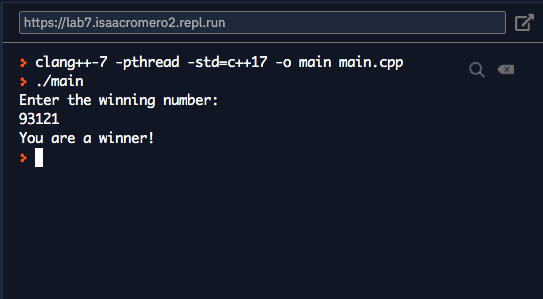 https://lab7.isaacromero2.repl.run
clang++-7 -pthread -std=c++17 -o main main.cpp
./main
Enter the winning number:
93121
You are a winner!